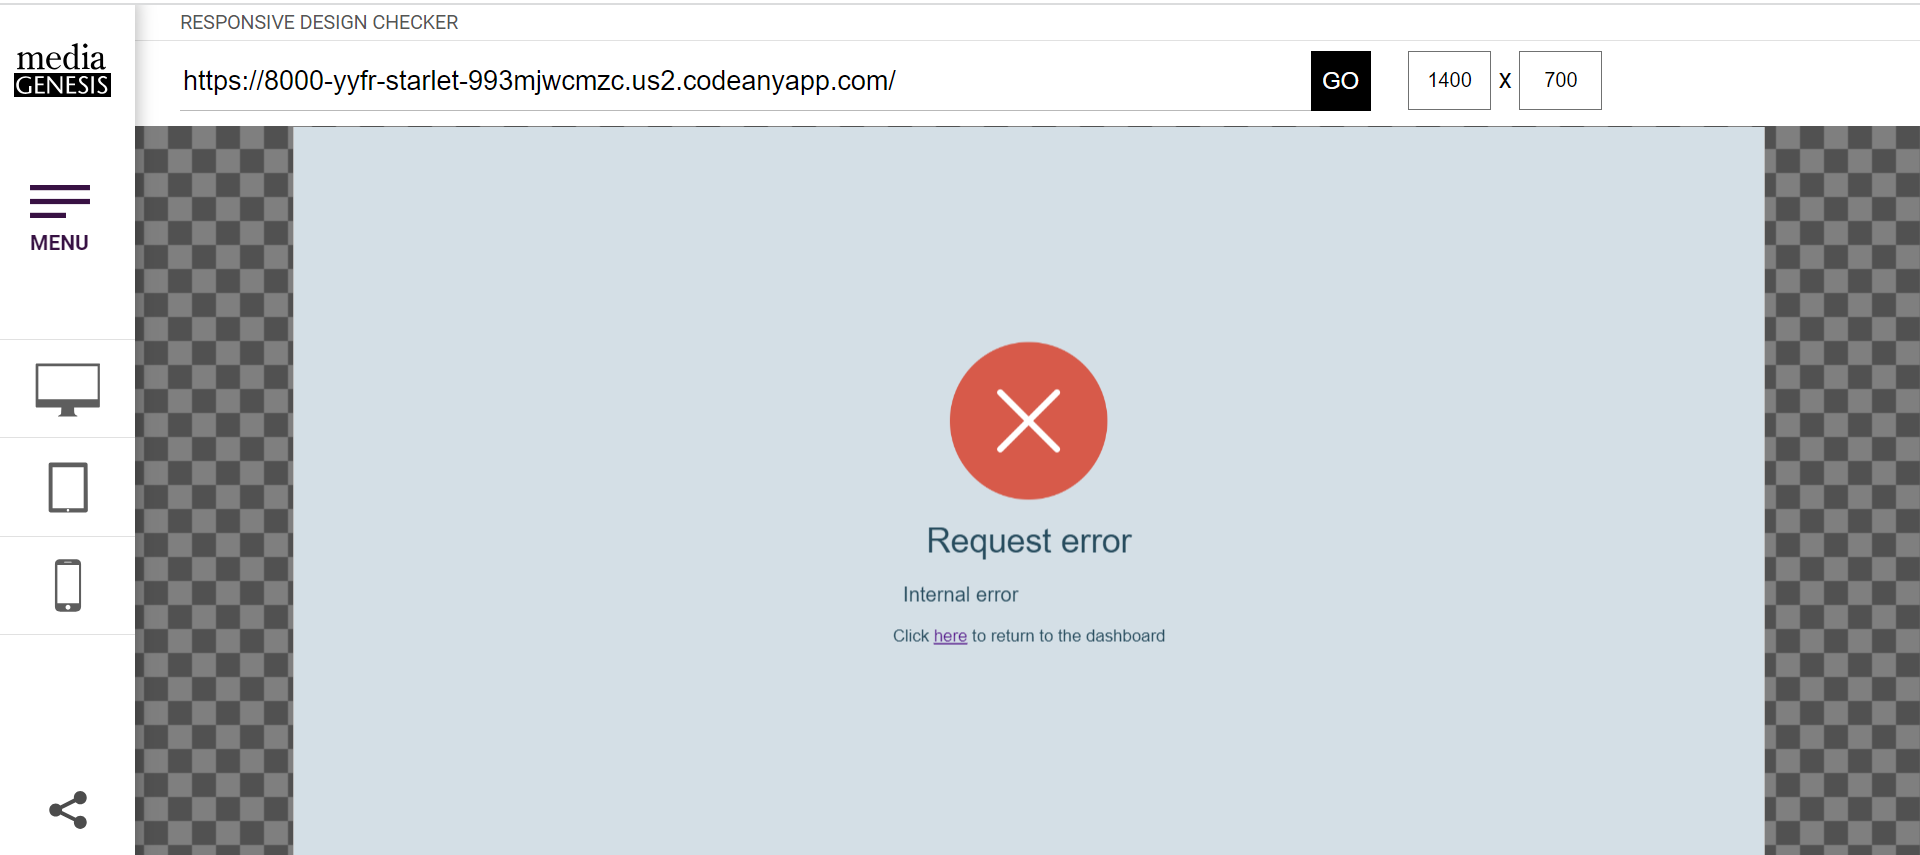 RESPONSIVE DESIGN CHECKER
media
GENESIS
https://8000-yyfr-starlet-993mjwcmzc.us2.codeanyapp.com/
GO
1400 x 700
MENU
Request error
Internal error
Click here to return to the dashboard